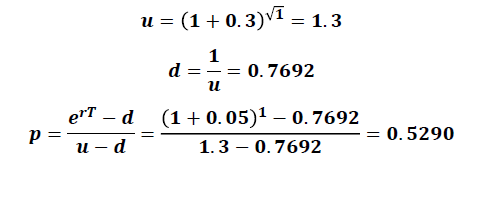 u = (1 + 0.3)^√1 = 1.3
d = 1/u = 0.7692
p = (e^{rT} − d)/(u − d) = ((1 + 0.05)^1 − 0.7692)/(1.3 − 0.7692) = 0.5290